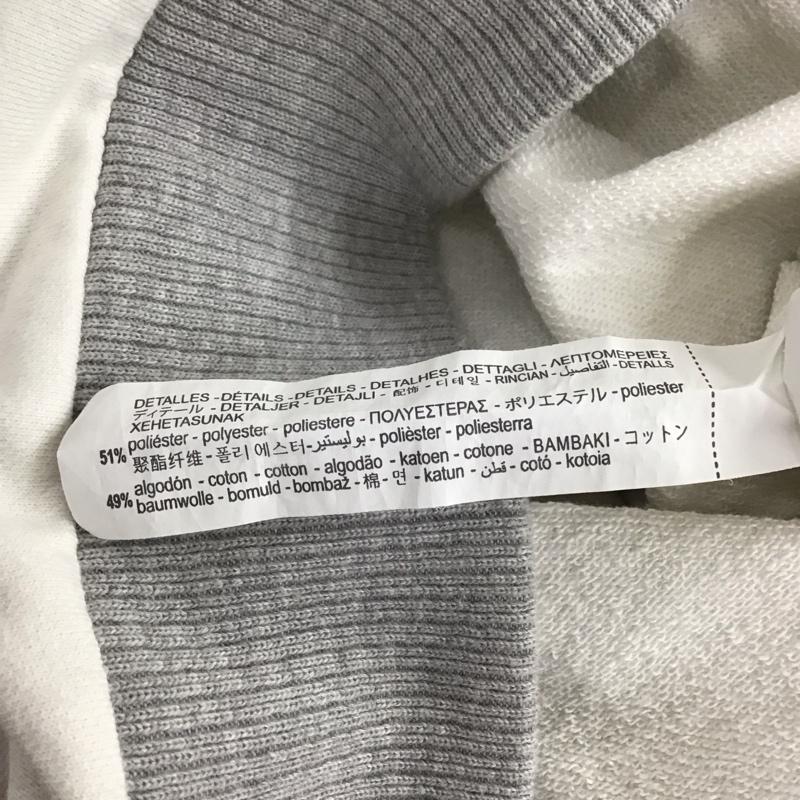 DETALLES -DÉTAILS -DETAILS - DETALHES - DETTAGLI - ΛΕΠΤΟΜΕΡΕΙΕΣ
ディテール - DETALJER - DETAJLI - 配饰 - 디테일 - RINCIAN - التفاصيل -DETALLS
XEHETASUNAK
51% poliéster - polyester - poliestere - ΠΟΛΥΕΣΤΕΡΑΣ - ポリエステル - poliester
聚酯纤维 - 폴리 에스터-بوليستير - polièster - poliesterra
49% algodón - coton - cotton - algodão - katoen - cotone - BAMBAKI - コットン
baumwolle - bomuld - bombaž - 棉- 면 - katun - قطن - cotó - kotoia